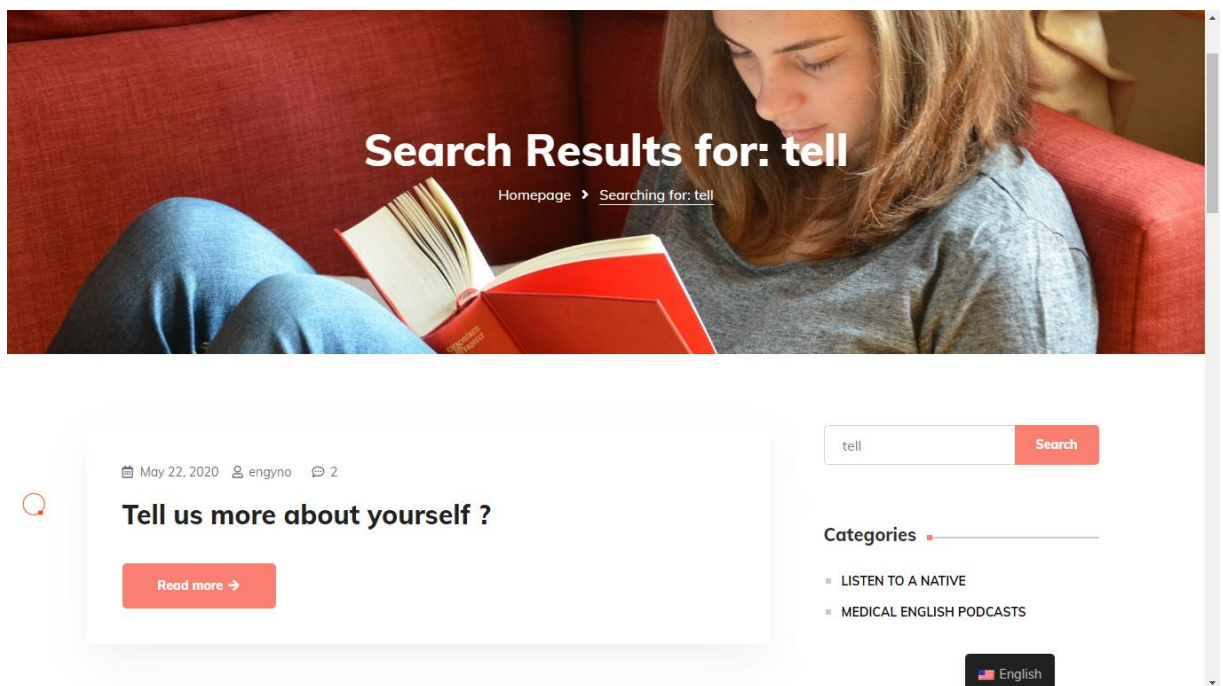 Search Results for: tell
Homepage Searching for: tell
May 22, 2020 engyno 2
Tell us more about yourself ?
Read more →
tell Search
Categories
LISTEN TO A NATIVE
MEDICAL ENGLISH PODCASTS
English